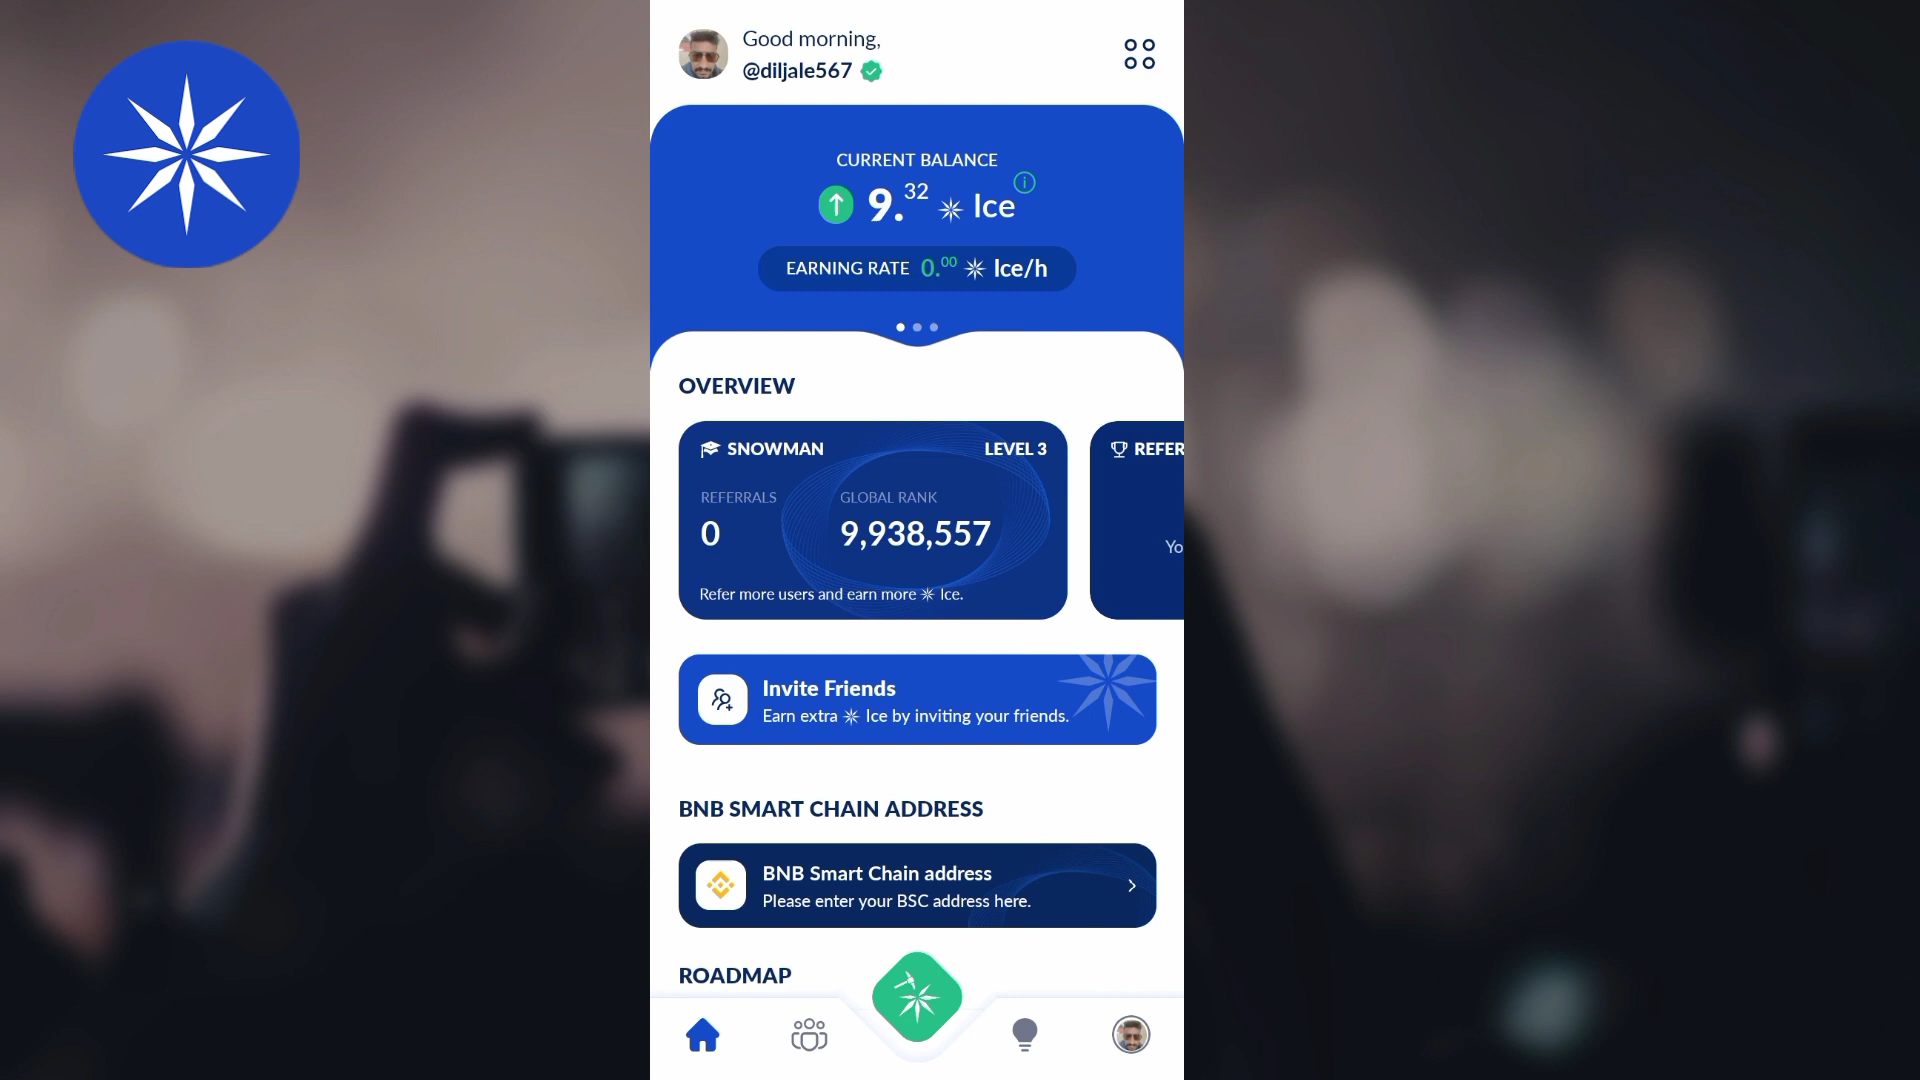 Good morning,
@diljale567
CURRENT BALANCE
9.32 Ice
EARNING RATE 0.00 Ice/h
OVERVIEW
SNOWMAN LEVEL 3
REFER
REFERRALS GLOBAL RANK
0 9,938,557
Yo
Refer more users and earn more Ice.
Invite Friends
Earn extra Ice by inviting your friends.
BNB SMART CHAIN ADDRESS
BNB Smart Chain address
Please enter your BSC address here.
ROADMAP